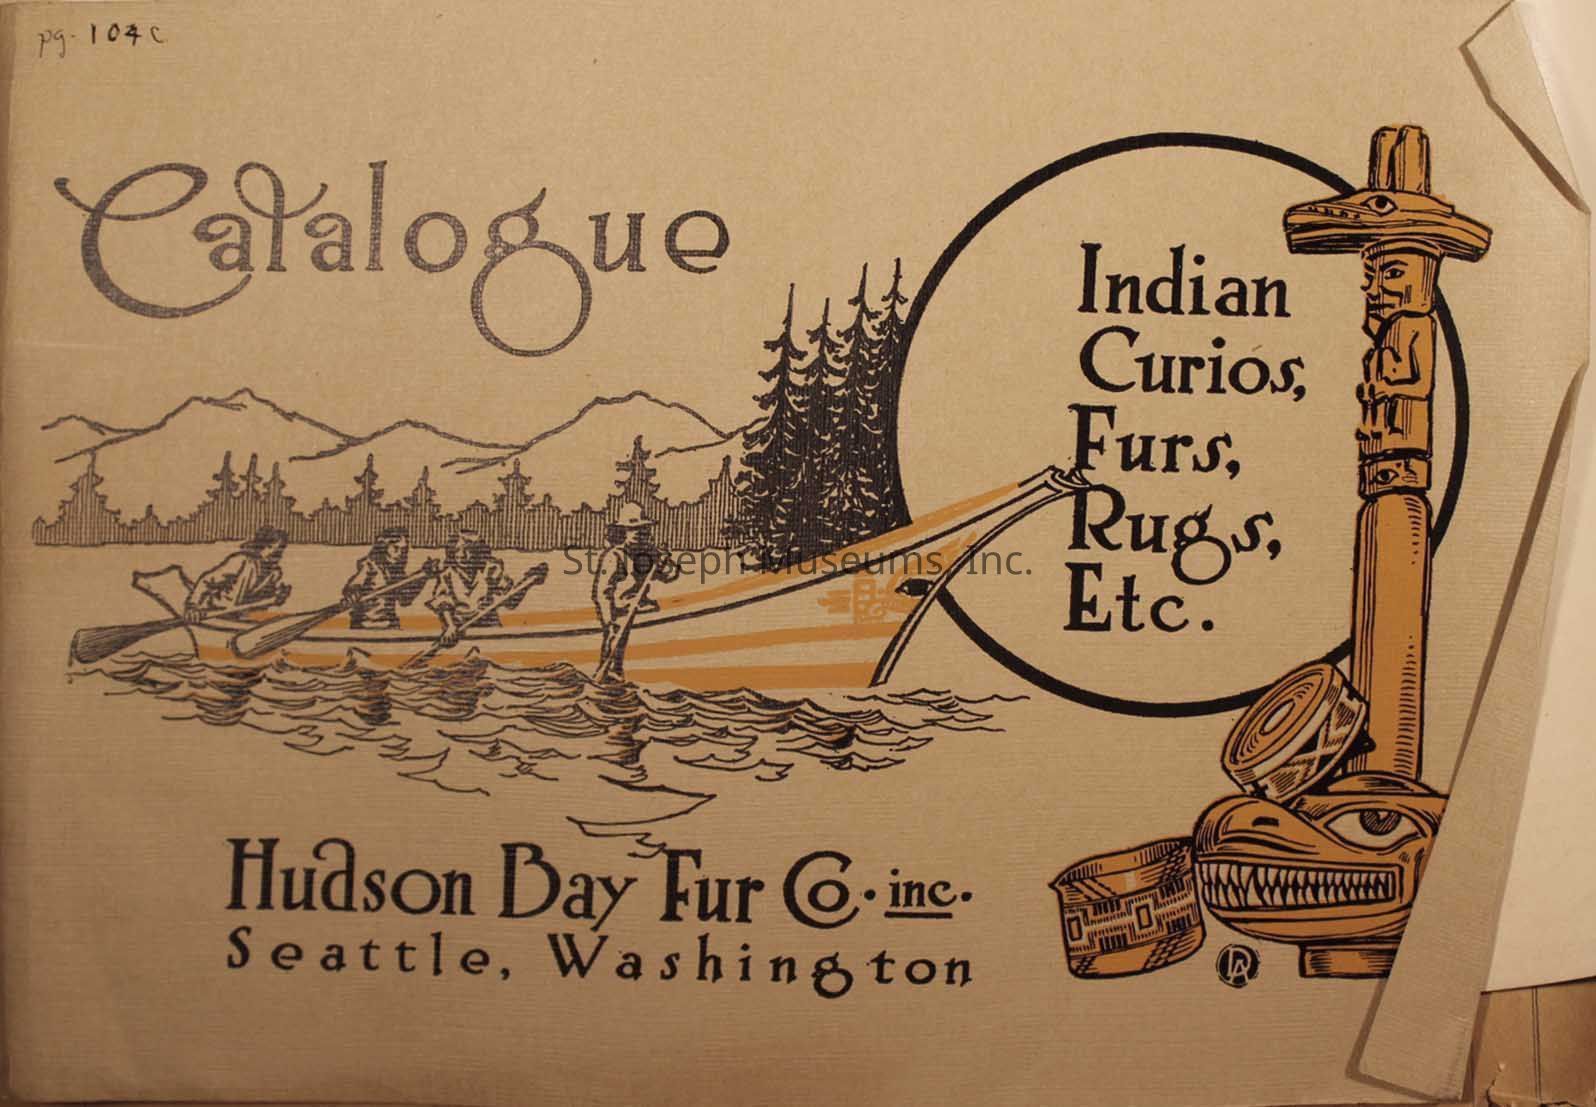 pg. 104c
Catalogue
Indian
Curios,
Furs,
Rugs,
Etc.
St. Joseph Museums, Inc.
Hudson Bay Fur Co. inc.
Seattle, Washington